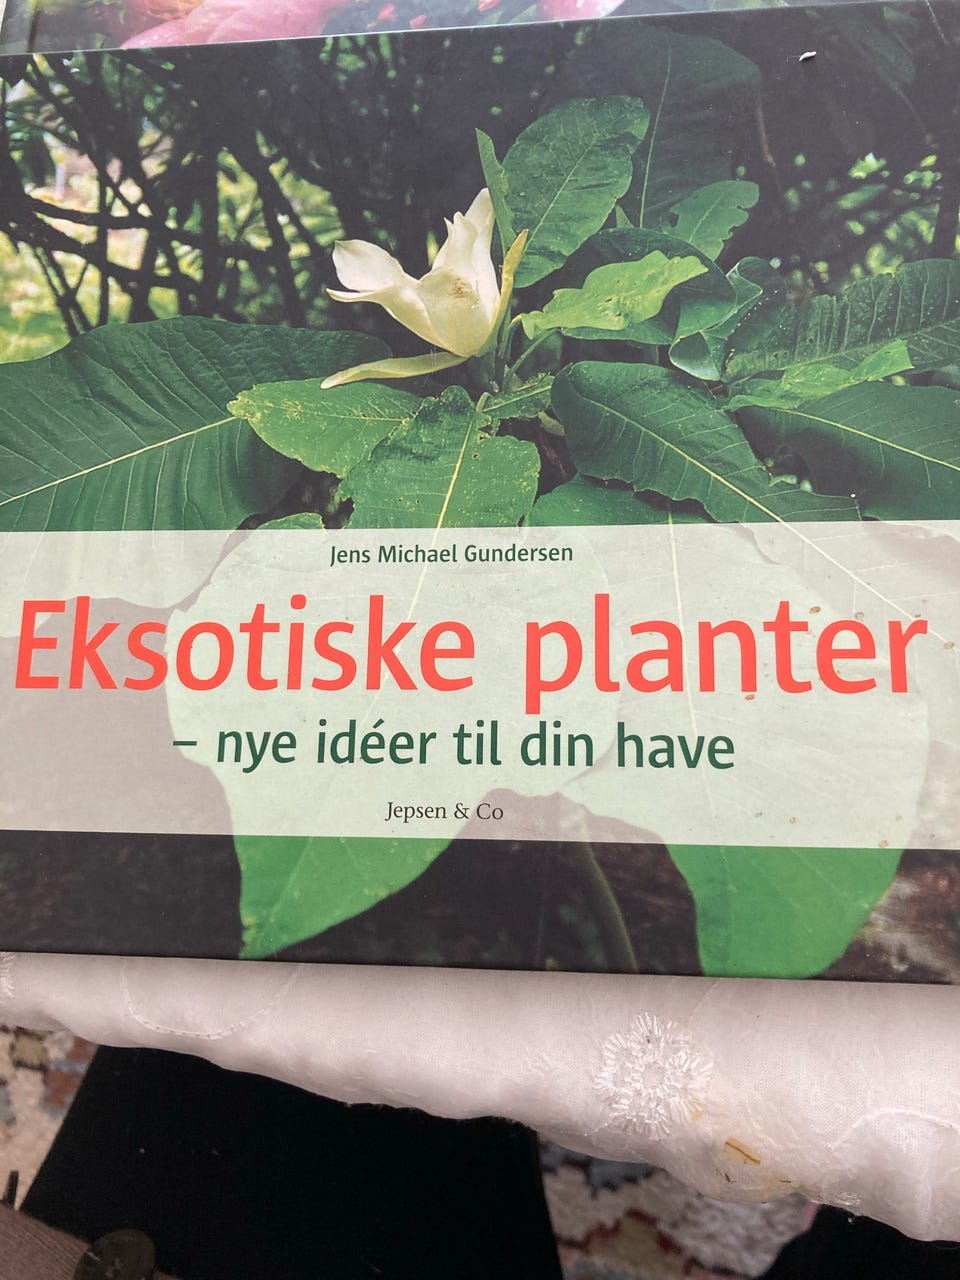 Jens Michael Gundersen
Eksotiske planter
– nye idéer til din have
Jepsen & Co